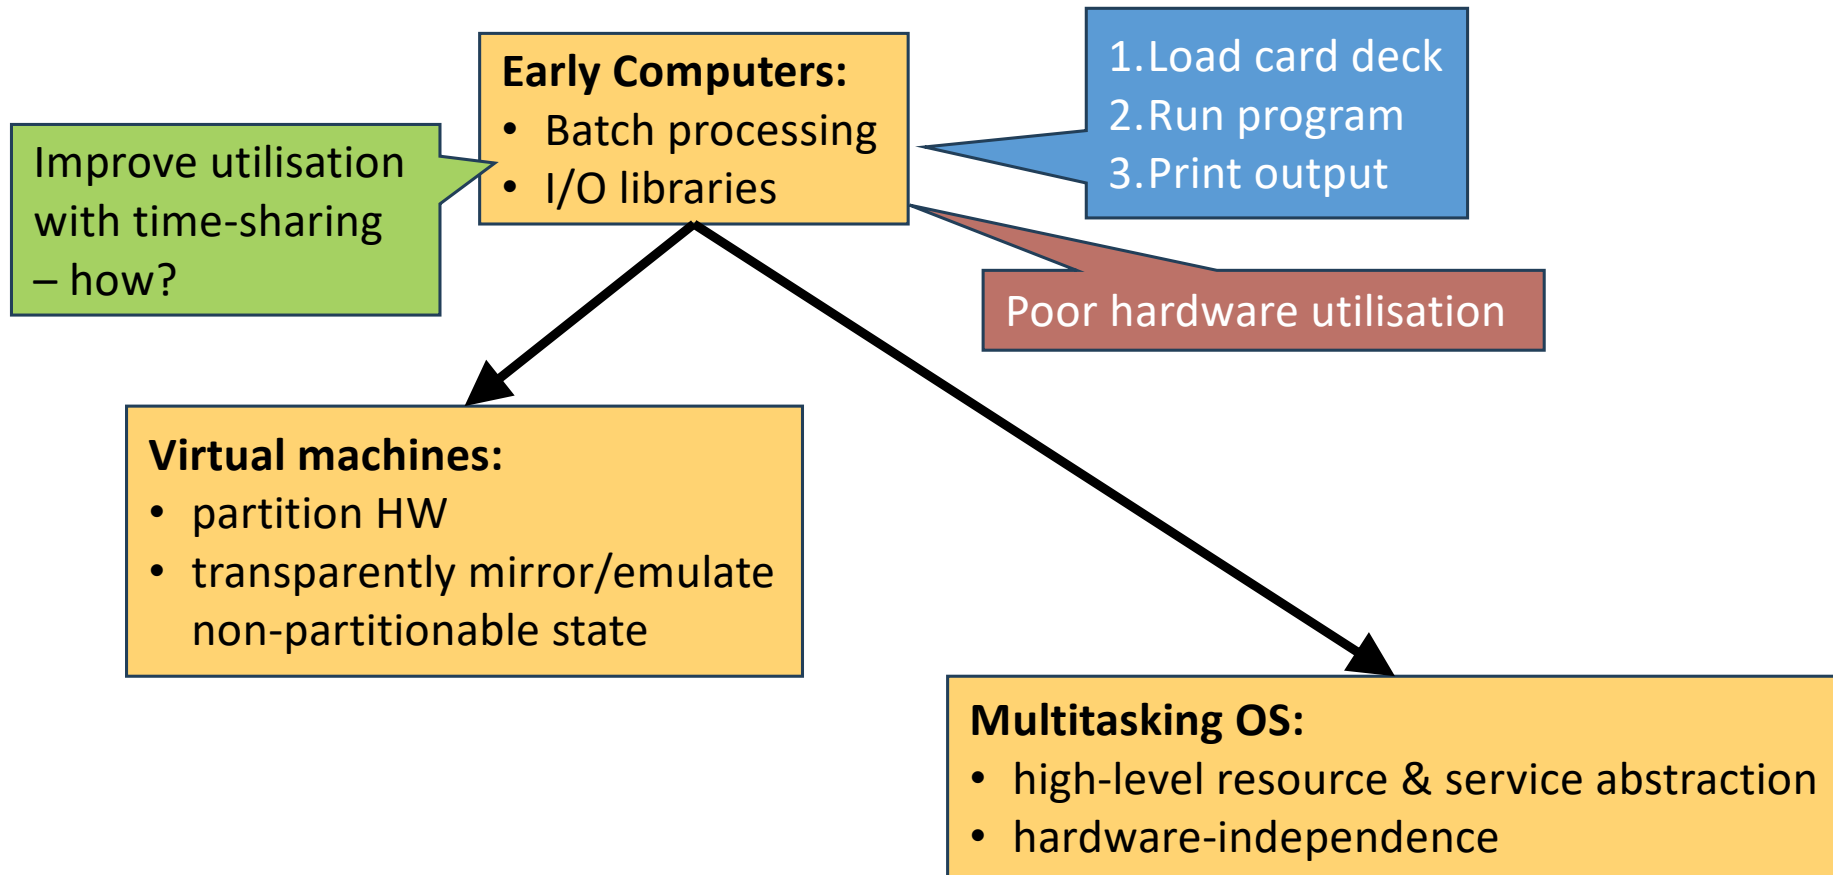 Early Computers:
• Batch processing
• I/O libraries
1.Load card deck
2.Run program
3.Print output
Improve utilisation
with time-sharing
– how?
Poor hardware utilisation
Virtual machines:
• partition HW
• transparently mirror/emulate
non-partitionable state
Multitasking OS:
• high-level resource & service abstraction
• hardware-independence